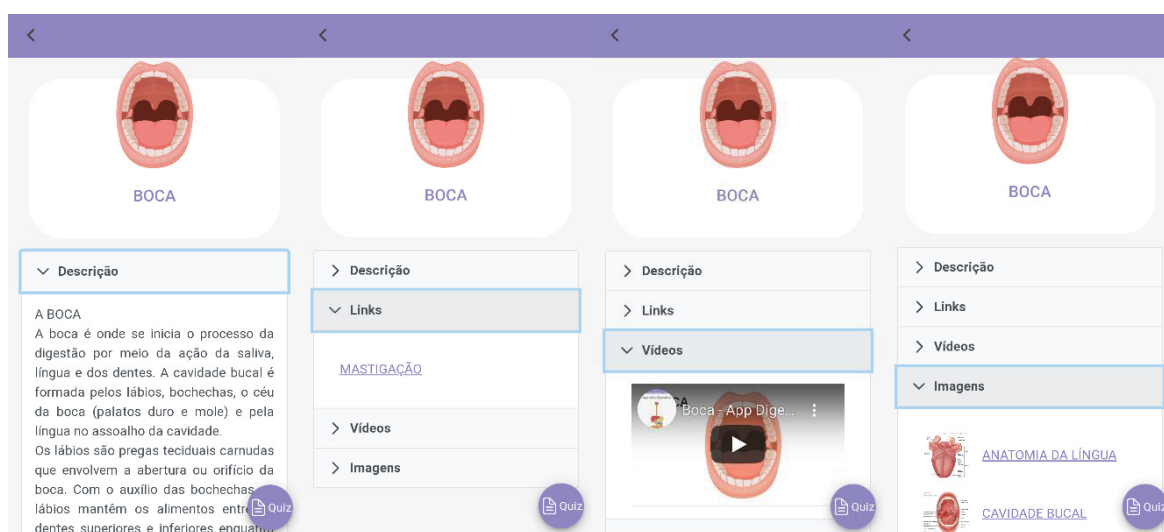 BOCA
Descrição
A BOCA
A boca é onde se inicia o processo da
digestão por meio da ação da saliva,
língua e dos dentes. A cavidade bucal é
formada pelos lábios, bochechas, o céu
da boca (palatos duro e mole) e pela
língua no assoalho da cavidade.
Os lábios são pregas teciduais carnudas
que envolvem a abertura ou orifício da
boca. Com o auxílio das bochechas
lábios mantêm os alimentos
dentes superiores e inferiores
Quiz
BOCA
Descrição
Links
MASTIGAÇÃO
Vídeos
Imagens
Quiz
BOCA
Descrição
Links
Vídeos
Boca - App Dige...
Quiz
BOCA
Descrição
Links
Vídeos
Imagens
ANATOMIA DA LÍNGUA
CAVIDADE BUCAL
Quiz